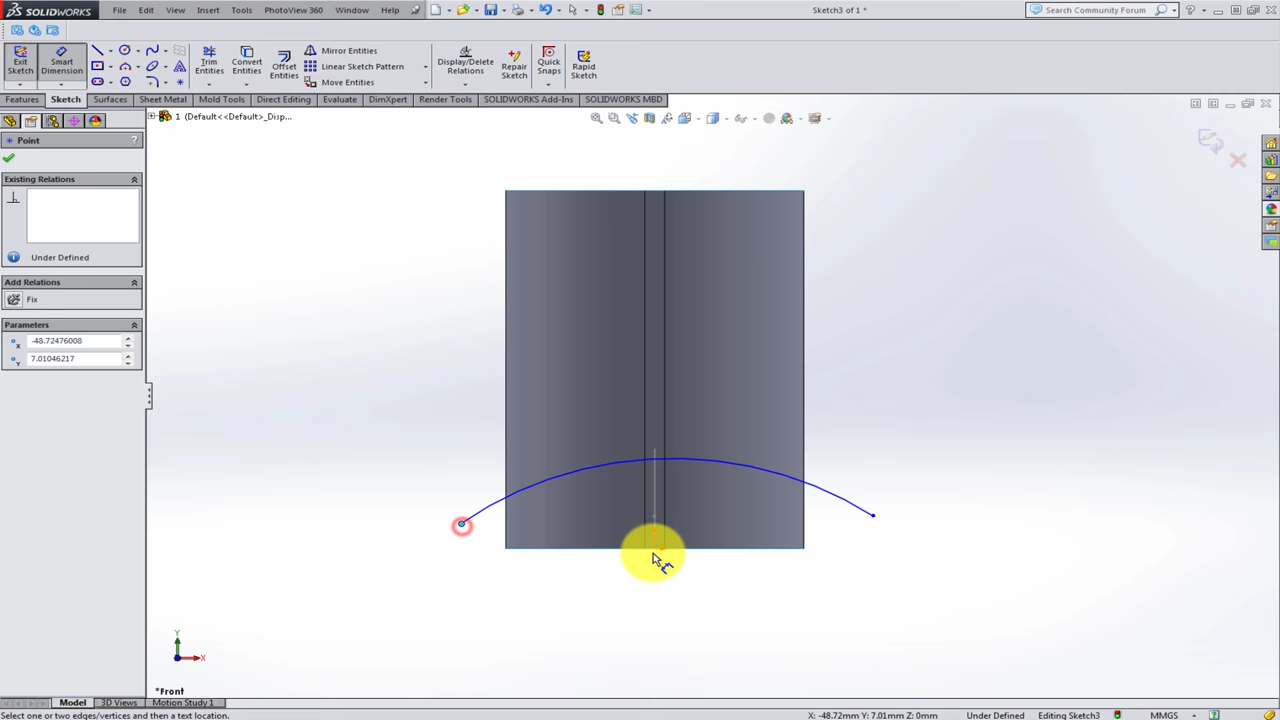 SOLIDWORKS File Edit View Insert Tools PhotoView 360 Window Help Sketch3 of 1 * Search Community Forum
Exit Sketch
Smart Dimension
Trim Entities
Convert Entities
Offset Entities
Mirror Entities
Linear Sketch Pattern
Move Entities
Display/Delete Relations
Repair Sketch
Quick Snaps
Rapid Sketch
Features Sketch Surfaces Sheet Metal Mold Tools Direct Editing Evaluate DimXpert Render Tools SOLIDWORKS Add-Ins SOLIDWORKS MBD
1 (Default<<Default>_Disp...
Point ?
Existing Relations
Under Defined
Add Relations
Fix
Parameters
x -48.72476008
Y 7.01046217
Y
X
*Front
Model 3D Views Motion Study 1
Select one or two edges/vertices and then a text location. X: -48.72mm Y: 7.01mm Z: 0mm Under Defined Editing Sketch3 MMGS